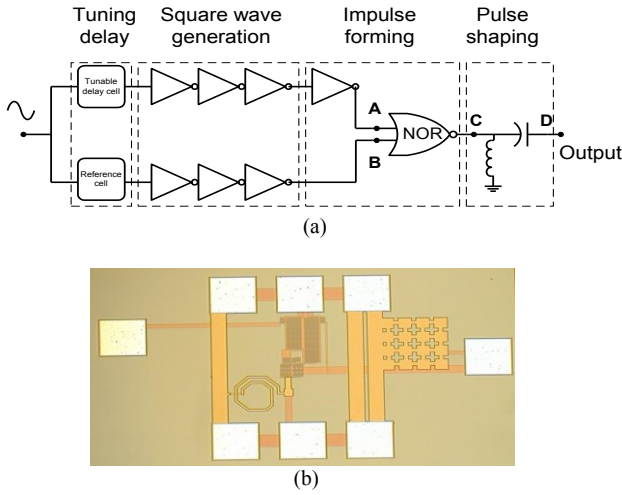 Tuning delay
Square wave generation
Impulse forming
Pulse shaping
Tunable delay cell
A
NOR
C
D
B
Output
Reference cell
(a)
(b)